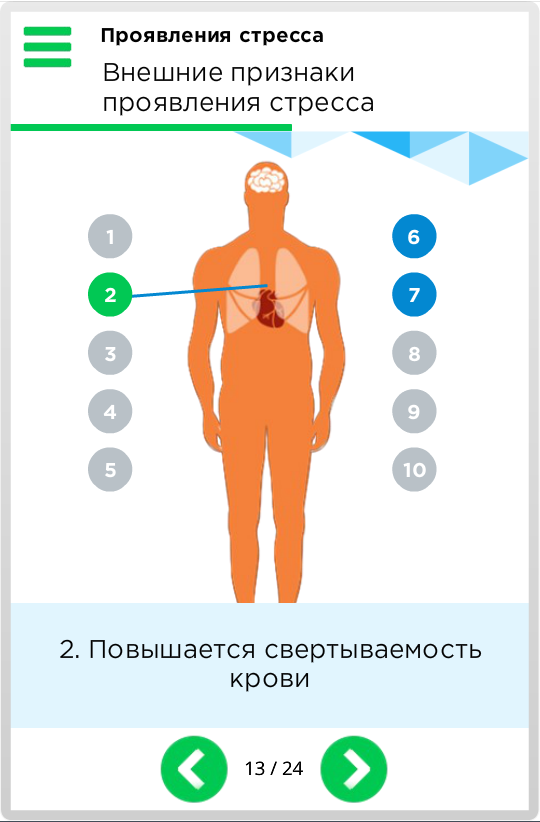 Проявления стресса
Внешние признаки
проявления стресса
1
6
2
7
3
8
4
9
5
10
2. Повышается свертываемость
крови
13 / 24